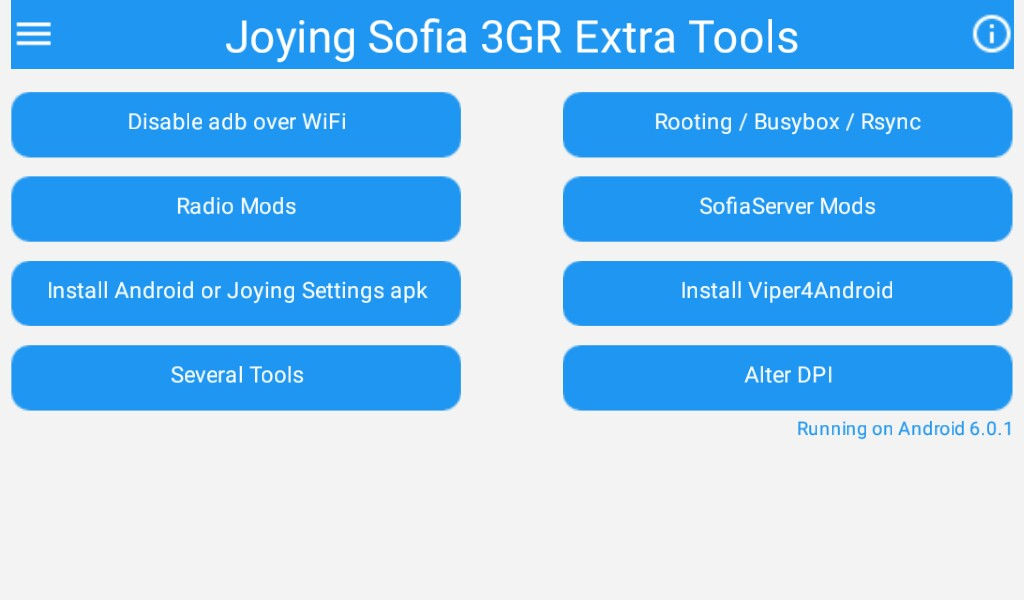 Joying Sofia 3GR Extra Tools
Disable adb over WiFi
Rooting / Busybox / Rsync
Radio Mods
SofiaServer Mods
Install Android or Joying Settings apk
Install Viper4Android
Several Tools
Alter DPI
Running on Android 6.0.1